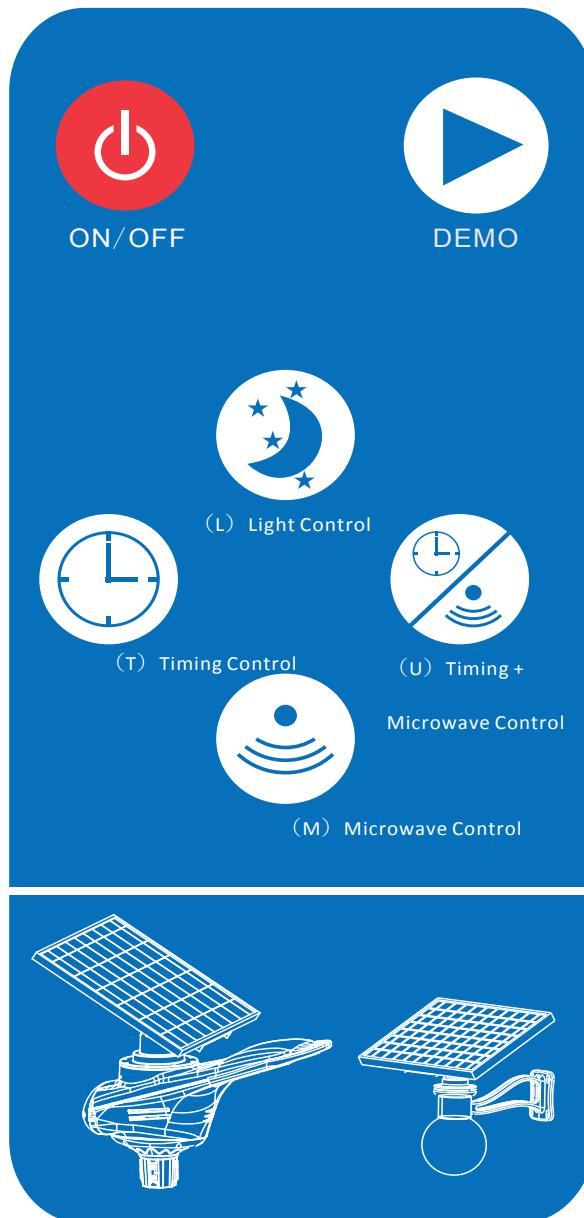 ON/OFF
DEMO
（L） Light Control
（T） Timing Control
（U） Timing +
Microwave Control
（M） Microwave Control